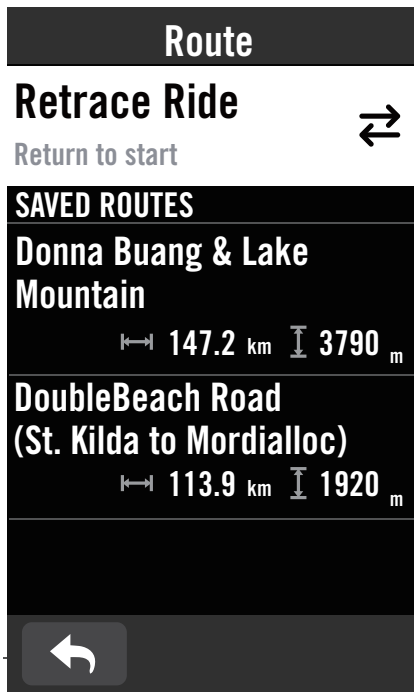 Route
Retrace Ride
Return to start
SAVED ROUTES
Donna Buang & Lake
Mountain
147.2 km 3790 m
DoubleBeach Road
(St. Kilda to Mordialloc)
113.9 km 1920 m